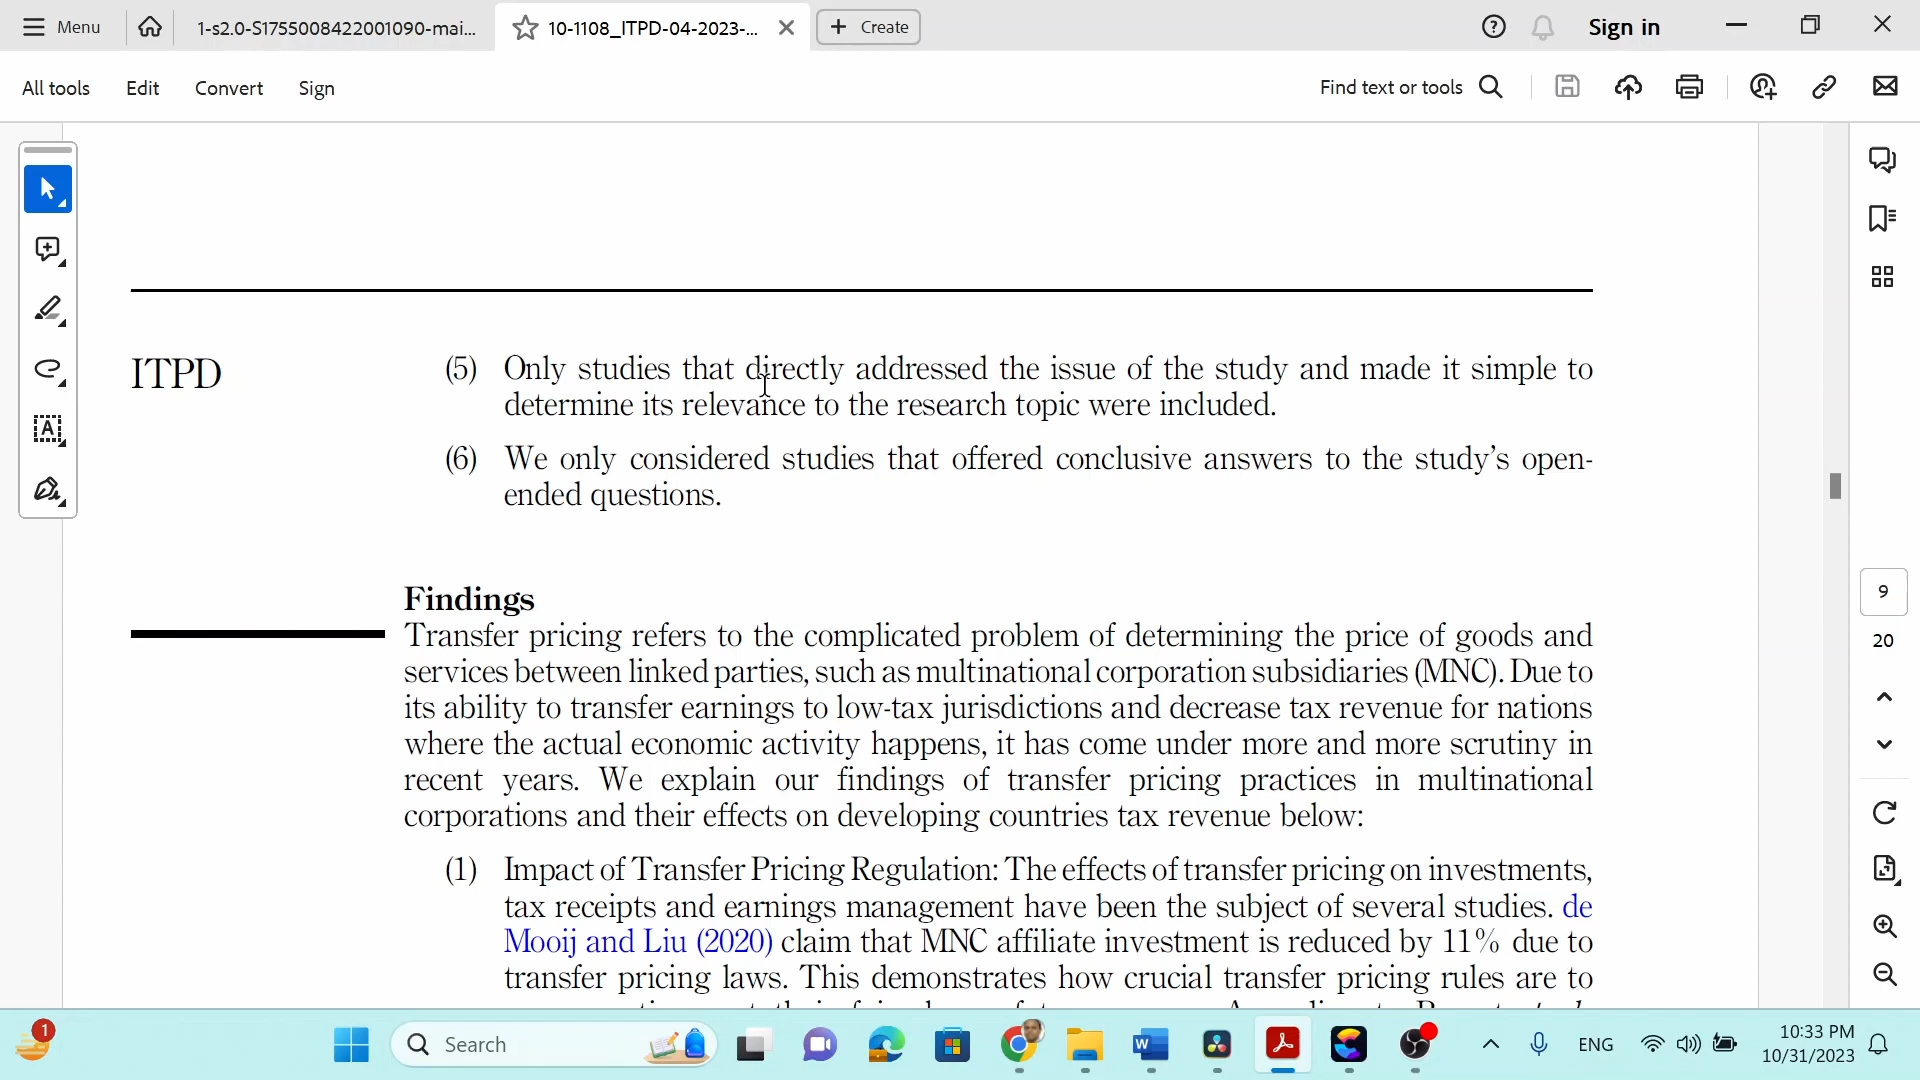 Menu
1-s2.0-S1755008422001090-mai...
10-1108_ITPD-04-2023-...
Create
Sign in
All tools
Edit
Convert
Sign
Find text or tools
ITPD
(5) Only studies that directly addressed the issue of the study and made it simple to
determine its relevance to the research topic were included.
(6) We only considered studies that offered conclusive answers to the study's open-
ended questions.
Findings
Transfer pricing refers to the complicated problem of determining the price of goods and
services between linked parties, such as multinational corporation subsidiaries (MNC). Due to
its ability to transfer earnings to low-tax jurisdictions and decrease tax revenue for nations
where the actual economic activity happens, it has come under more and more scrutiny in
recent years. We explain our findings of transfer pricing practices in multinational
corporations and their effects on developing countries tax revenue below:
(1) Impact of Transfer Pricing Regulation: The effects of transfer pricing on investments,
tax receipts and earnings management have been the subject of several studies. de
Mooij and Liu (2020) claim that MNC affiliate investment is reduced by 11% due to
transfer pricing laws. This demonstrates how crucial transfer pricing rules are to
9
20
1
Search
ENG
10:33 PM
10/31/2023